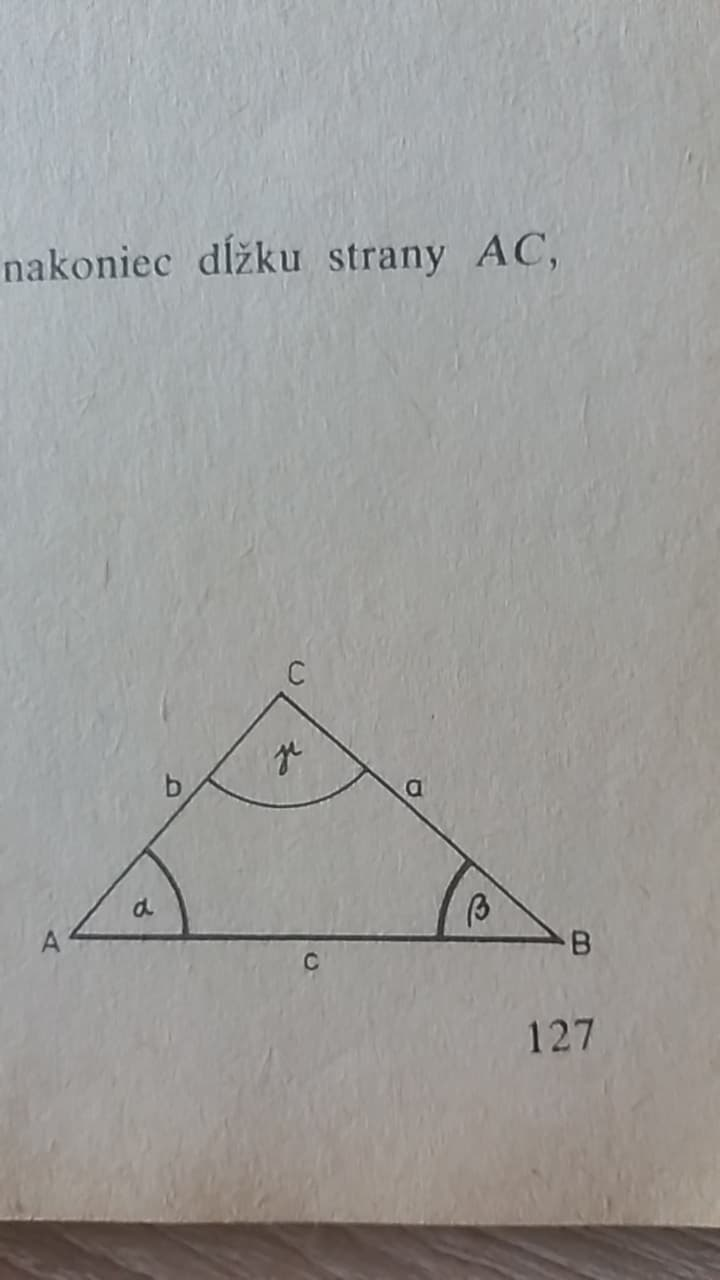 nakoniec dĺžku strany AC,
C
γ
b a
α β
A B
c
127